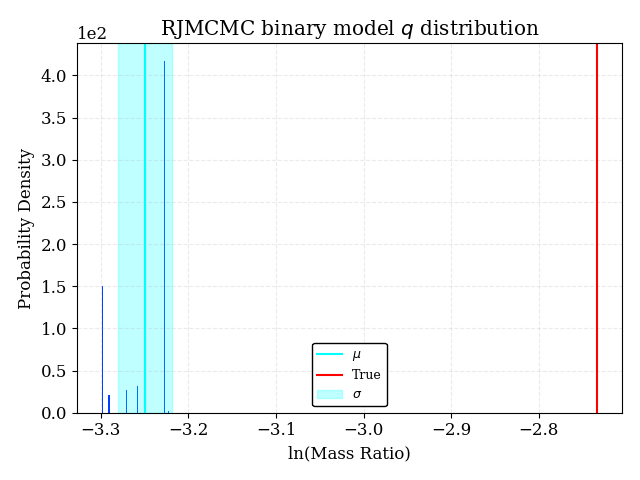 RJMCMC binary model q distribution
1e2
4.0
3.5
3.0
2.5
2.0
1.5
1.0
0.5
0.0
Probability Density
μ
True
σ
−3.3 −3.2 −3.1 −3.0 −2.9 −2.8
ln(Mass Ratio)